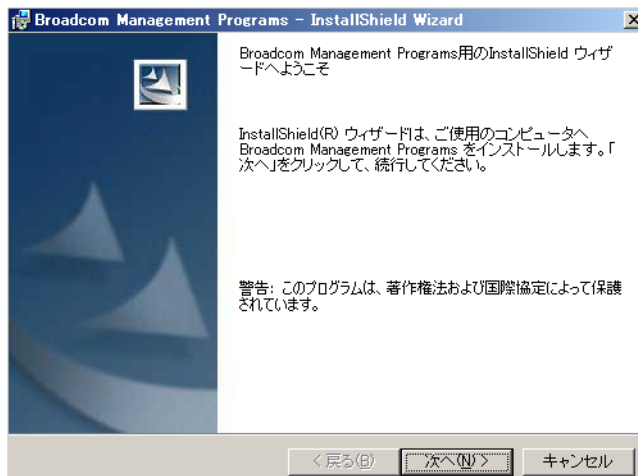 Broadcom Management Programs - InstallShield Wizard
Broadcom Management Programs用のInstallShield ウィザ
ードへようこそ
InstallShield(R) ウィザードは、ご使用のコンピュータへ
Broadcom Management Programs をインストールします。「
次へ」をクリックして、続行してください。
警告: このプログラムは、著作権法および国際協定によって保護
されています。
< 戻る(B)
次へ(N) >
キャンセル